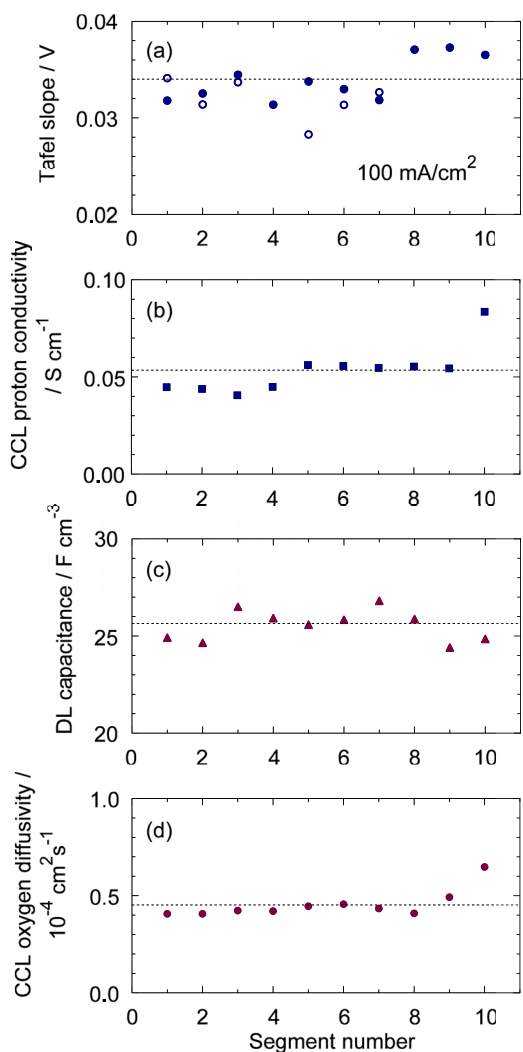 0.04
(a)
Tafel slope / V
0.03
100 mA/cm²
0.02
0 2 4 6 8 10
0.10
(b)
CCL proton conductivity
/ S cm⁻¹
0.05
0.00
0 2 4 6 8 10
30
(c)
DL capacitance / F cm⁻³
25
20
0 2 4 6 8 10
1.0
(d)
CCL oxygen diffusivity /
10⁻⁴ cm²s⁻¹
0.5
0.0
0 2 4 6 8 10
Segment number